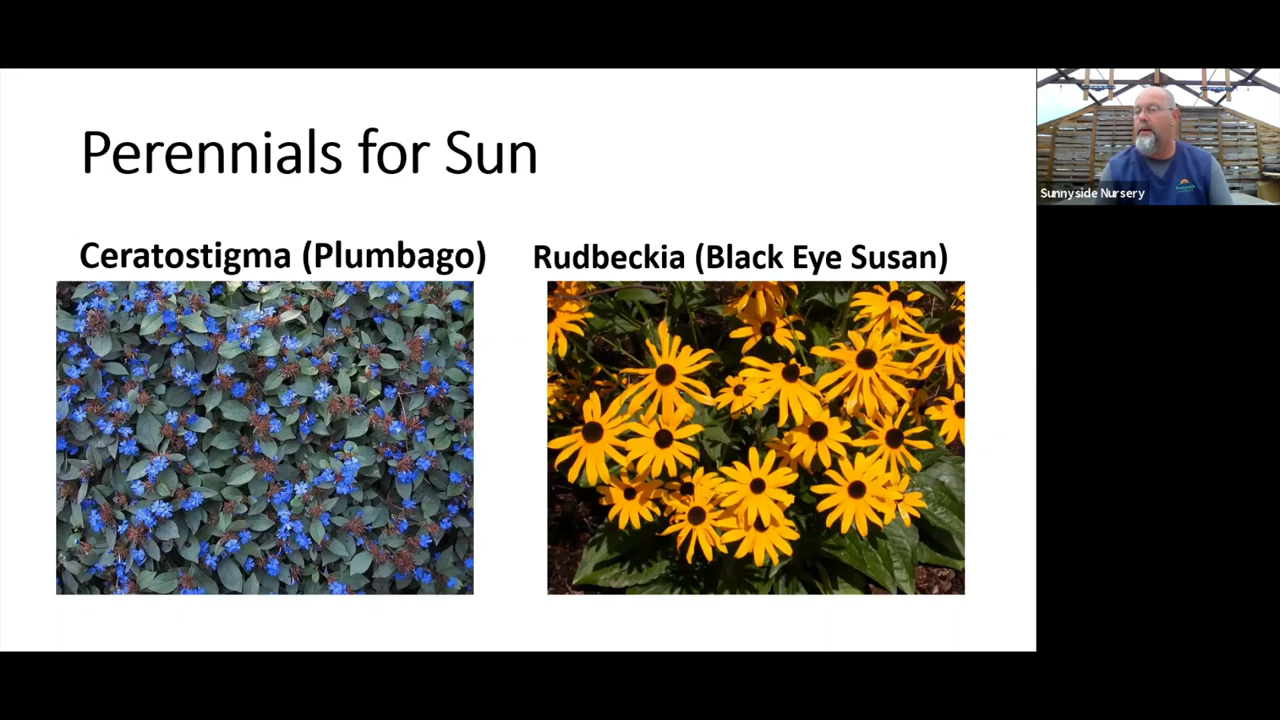 Perennials for Sun
Ceratostigma (Plumbago)
Rudbeckia (Black Eye Susan)
Sunnyside Nursery